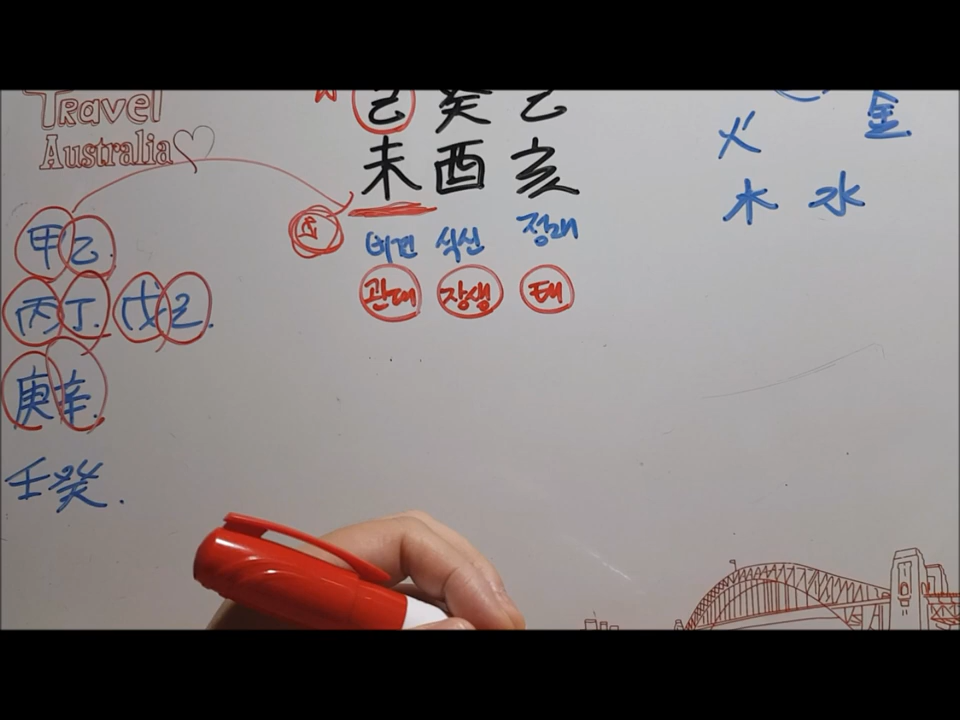 TRAVEL
Australia
己 癸 乙
未 酉 亥
비견 식신 정재
관대 장생 태
甲乙.
丙丁. 戊己.
庚辛.
壬癸.
火 金
木 水